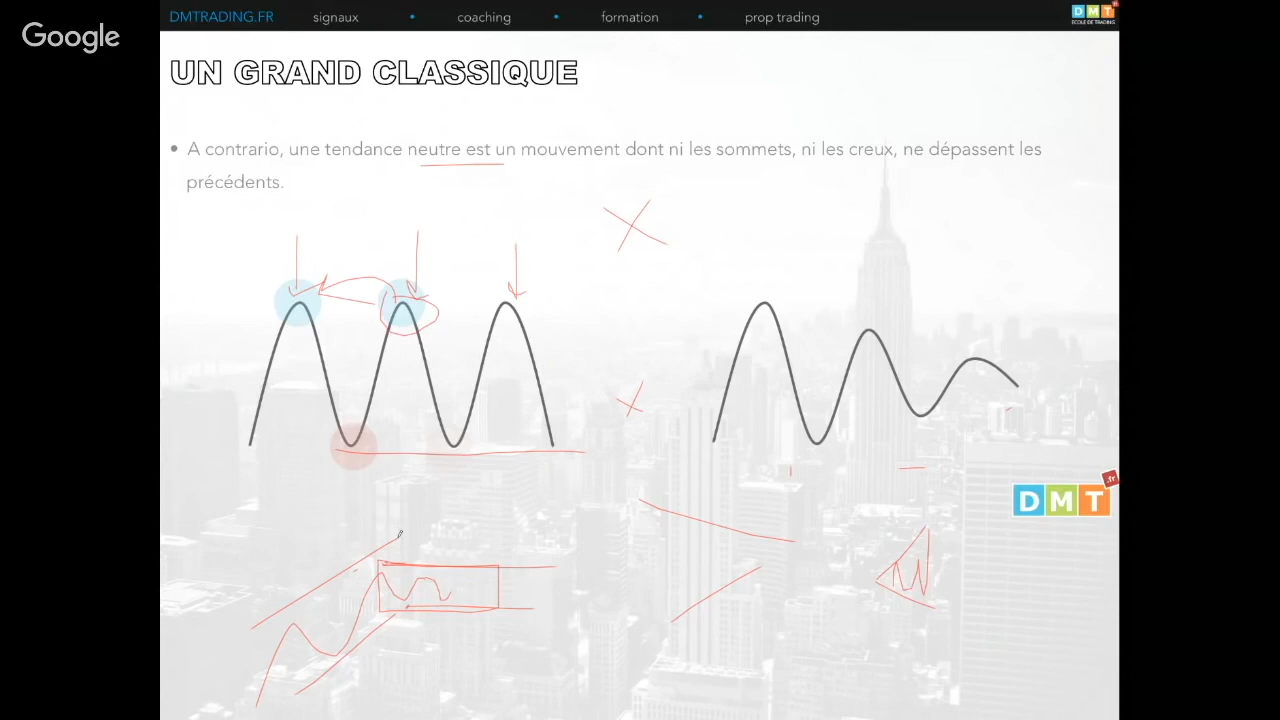 Google
DMTRADING.FR signaux • coaching • formation • prop trading
DMT
ECOLE DE TRADING
UN GRAND CLASSIQUE
• A contrario, une tendance neutre est un mouvement dont ni les sommets, ni les creux, ne dépassent les
précédents.
DMT
.fr